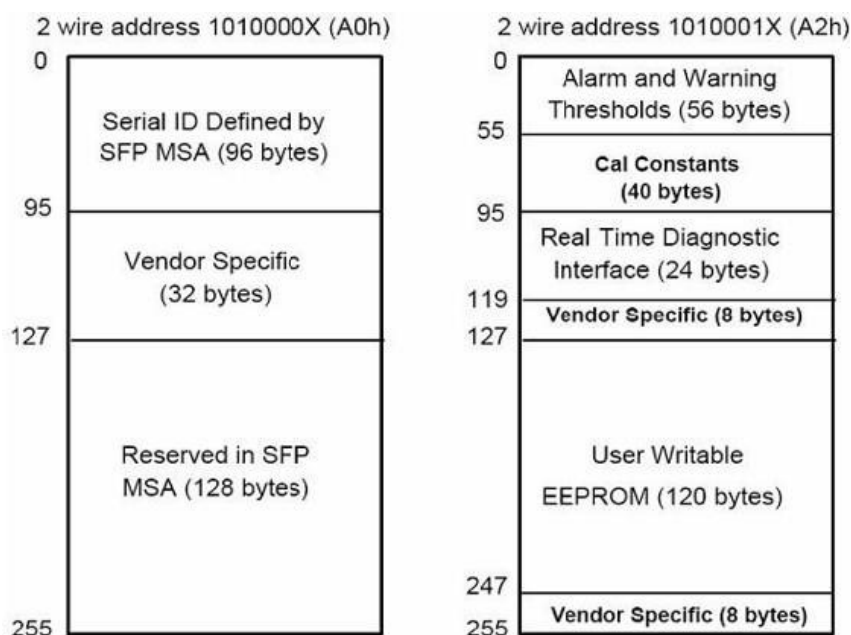 2 wire address 1010000X (A0h)
0
Serial ID Defined by
SFP MSA (96 bytes)
95
Vendor Specific
(32 bytes)
127
Reserved in SFP
MSA (128 bytes)
255
2 wire address 1010001X (A2h)
0
Alarm and Warning
Thresholds (56 bytes)
55
Cal Constants
(40 bytes)
95
Real Time Diagnostic
Interface (24 bytes)
119
Vendor Specific (8 bytes)
127
User Writable
EEPROM (120 bytes)
247
Vendor Specific (8 bytes)
255